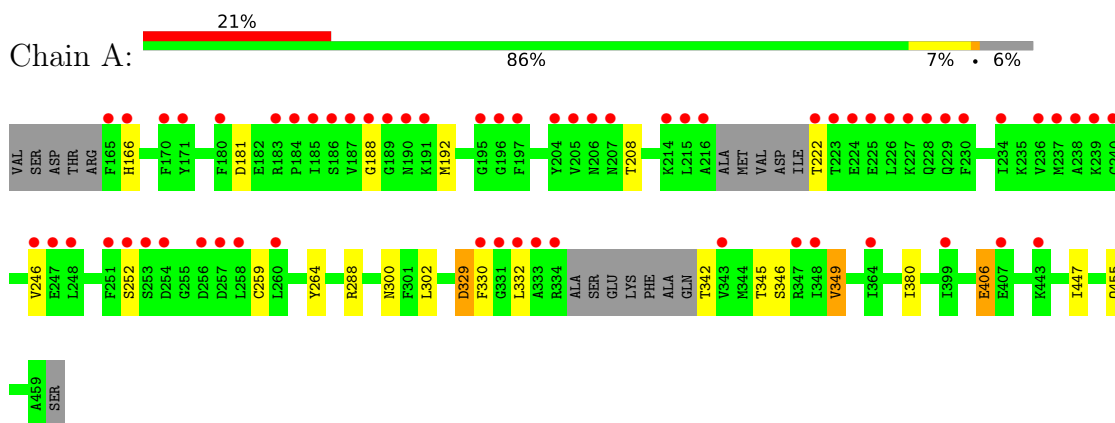 21%
Chain A:
86% 7% • 6%
VAL SER ASP THR ARG F165 H166 F170 Y171 F180 D181 E182 R183 P184 I185 S186 V187 G188 G189 N190 K191 M192 G195 G196 F197 Y204 V205 N206 N207 T208 K214 L215 A216 ALA MET VAL ASP ILE T222 T223 E224 E225 L226 K227 Q228 Q229 F230 I234 K235 V236 M237 A238 K239
V246 E247 L248 F251 S252 S253 D254 G255 D256 D257 L258 C259 L260 Y264 R288 N300 F301 L302 D329 F330 G331 L332 A333 R334 ALA SER GLU LYS PHE ALA GLN T342 V343 M344 T345 S346 R347 I348 V349 I364 I380 I399 E406 E407 K443 I447
A459 SER